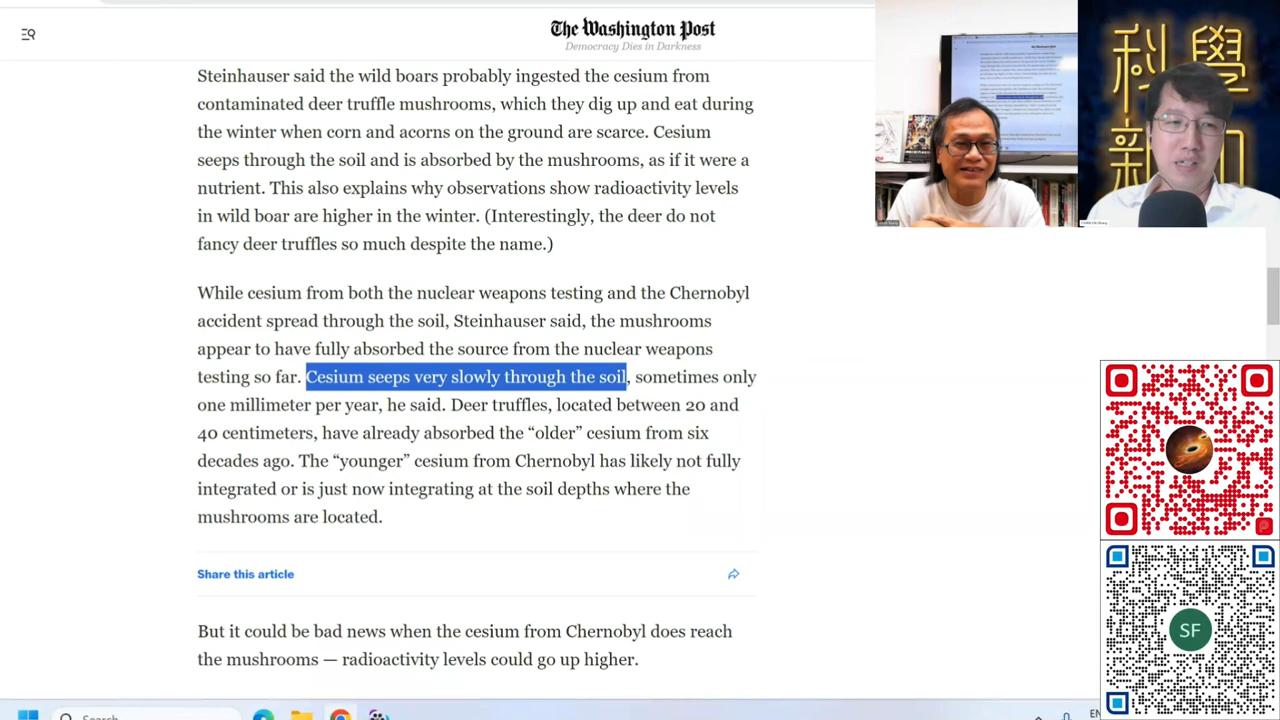 The Washington Post
Democracy Dies in Darkness
Steinhauser said the wild boars probably ingested the cesium from
contaminated deer truffle mushrooms, which they dig up and eat during
the winter when corn and acorns on the ground are scarce. Cesium
seeps through the soil and is absorbed by the mushrooms, as if it were a
nutrient. This also explains why observations show radioactivity levels
in wild boar are higher in the winter. (Interestingly, the deer do not
fancy deer truffles so much despite the name.)
While cesium from both the nuclear weapons testing and the Chernobyl
accident spread through the soil, Steinhauser said, the mushrooms
appear to have fully absorbed the source from the nuclear weapons
testing so far. Cesium seeps very slowly through the soil, sometimes only
one millimeter per year, he said. Deer truffles, located between 20 and
40 centimeters, have already absorbed the “older” cesium from six
decades ago. The “younger” cesium from Chernobyl has likely not fully
integrated or is just now integrating in the soil depths where the
mushrooms are located.
Share this article
But it could be bad news when the cesium from Chernobyl does reach
the mushrooms — radioactivity levels could go up higher.
科學
新
SF
Search